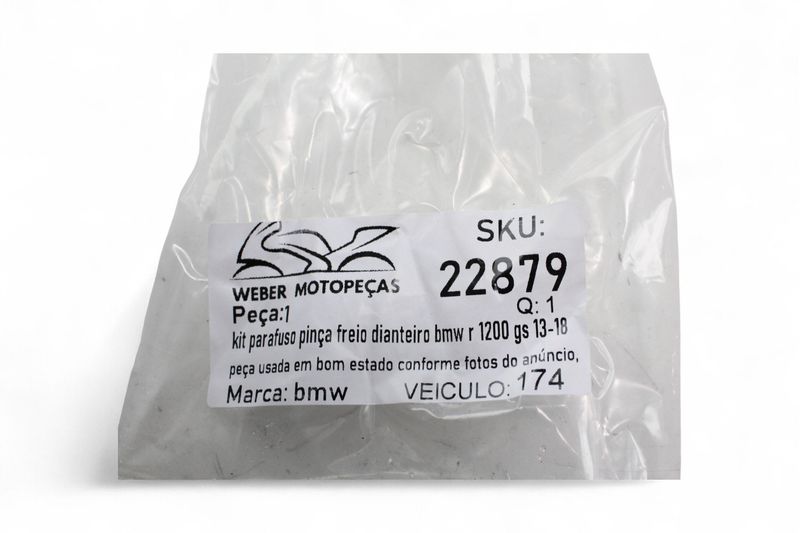 SKU:
22879
WEBER MOTOPEÇAS
Peça:1
Q: 1
kit parafuso pinça freio dianteiro bmw r 1200 gs 13-18
peça usada em bom estado conforme fotos do anúncio,
Marca: bmw
VEICULO: 174